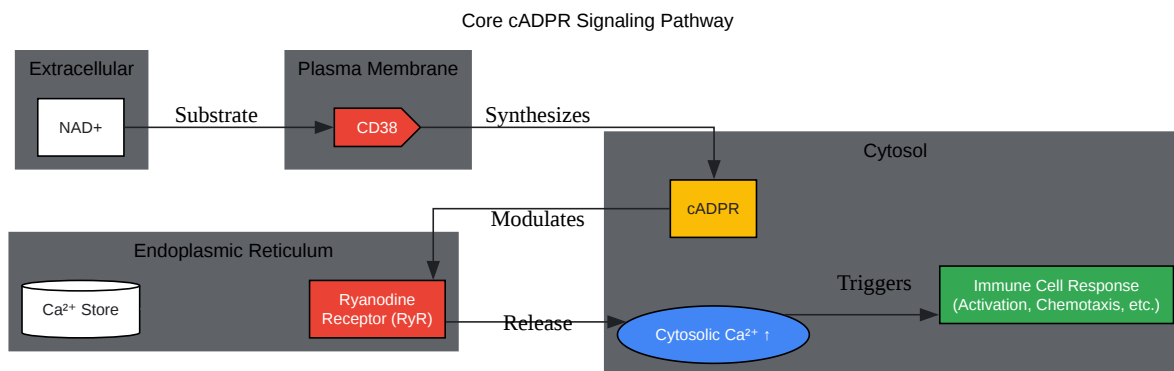 Core cADPR Signaling Pathway
Extracellular
Plasma Membrane
NAD+
Substrate
CD38
Synthesizes
Cytosol
cADPR
Modulates
Endoplasmic Reticulum
Ca²⁺ Store
Ryanodine
Receptor (RyR)
Release
Cytosolic Ca²⁺ ↑
Triggers
Immune Cell Response
(Activation, Chemotaxis, etc.)